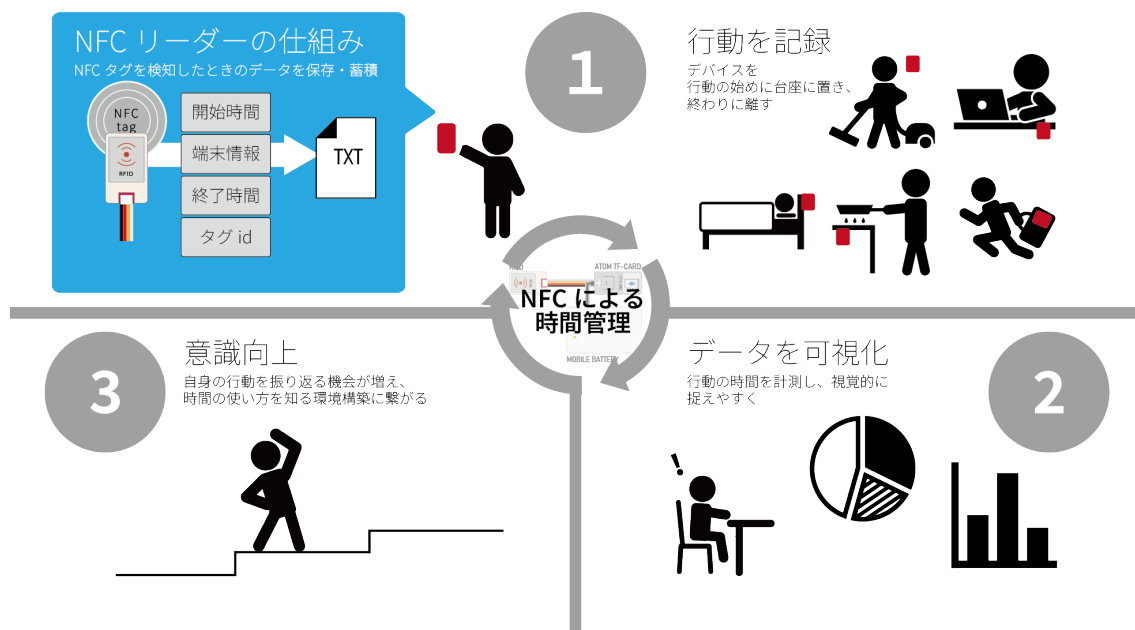 NFC リーダーの仕組み
NFC タグを検知したときのデータを保存・蓄積
NFC
tag
RFID
開始時間
端末情報
終了時間
タグ id
TXT
1
行動を記録
デバイスを
行動の始めに台座に置き、
終わりに離す
ATOM TF-CARD
NFC による
時間管理
MOBILE BATTERY
3
意識向上
自身の行動を振り返る機会が増え、
時間の使い方を知る環境構築に繋がる
データを可視化
行動の時間を計測し、視覚的に
捉えやすく
2